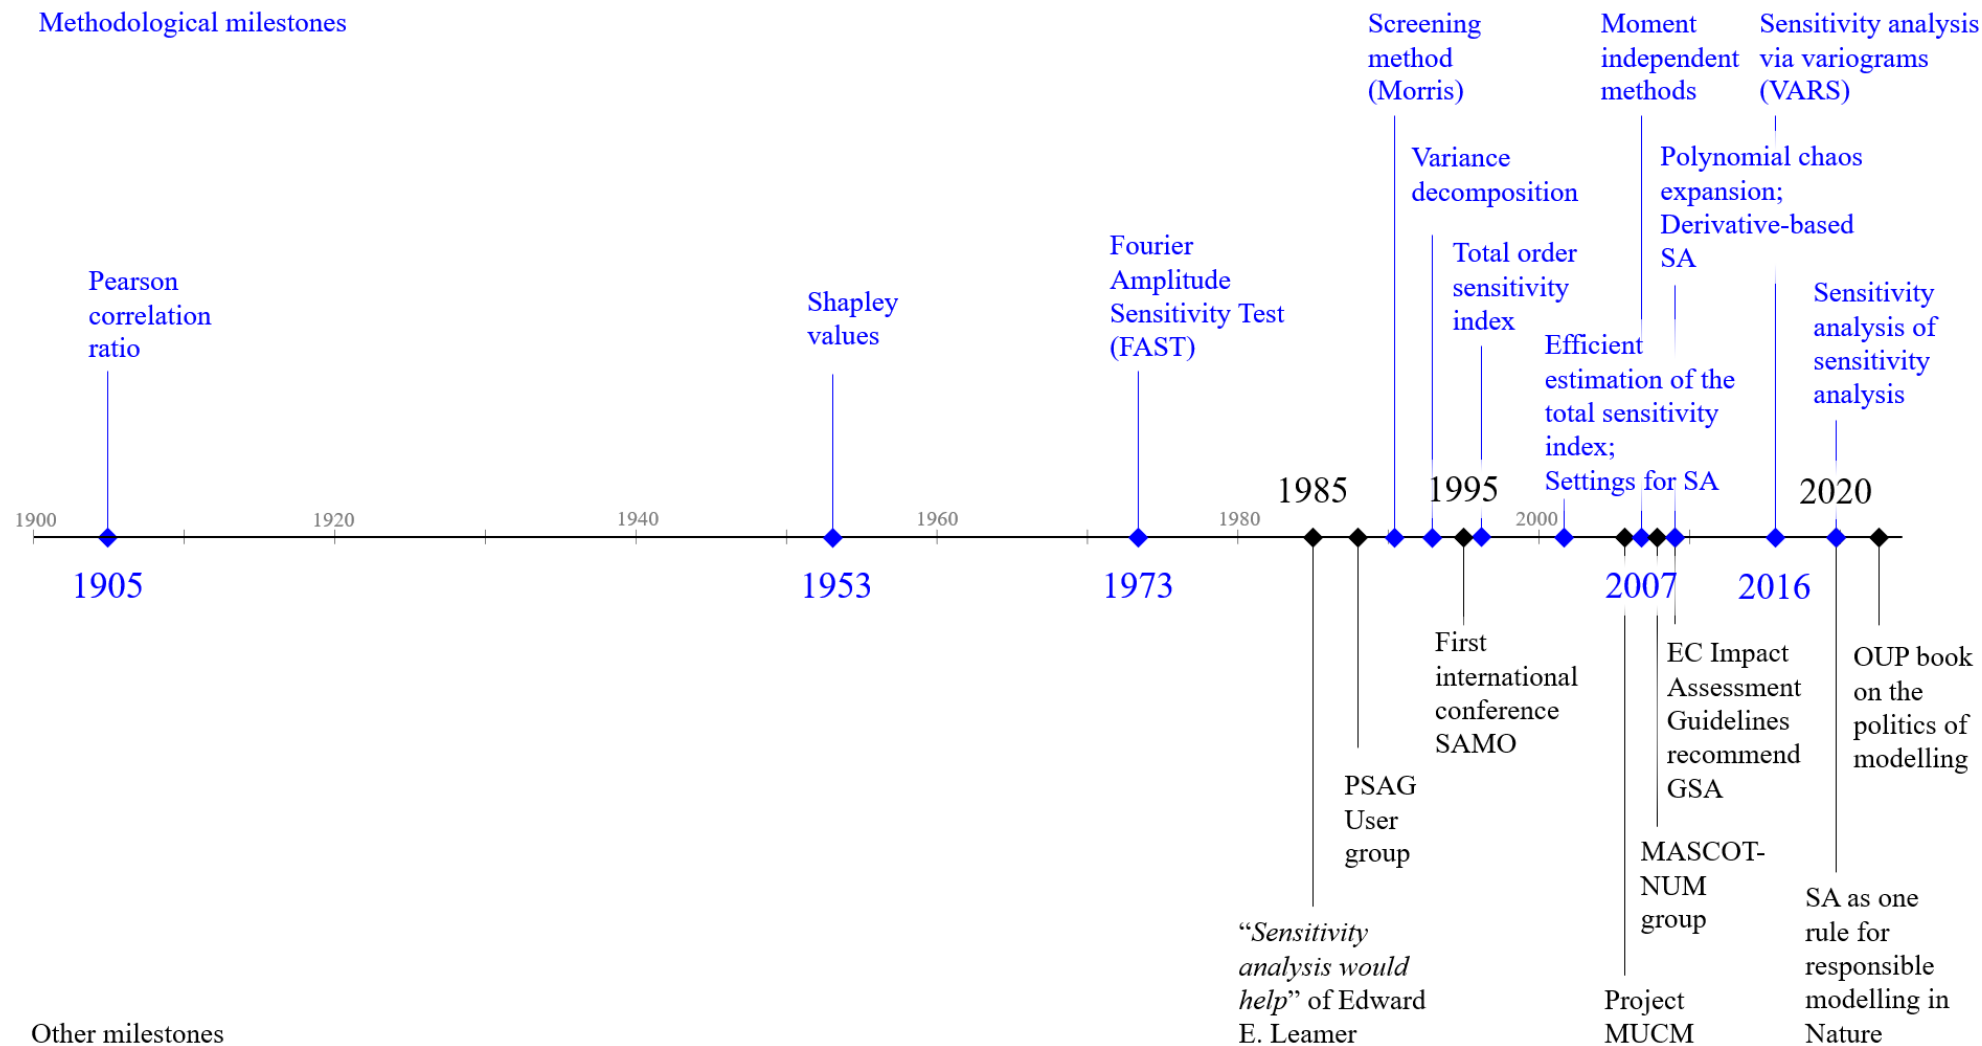 Methodological milestones
Pearson
correlation
ratio
Shapley
values
Fourier
Amplitude
Sensitivity Test
(FAST)
Screening
method
(Morris)
Variance
decomposition
Total order
sensitivity
index
Efficient
estimation of the
total sensitivity
index;
Settings for SA
Moment
independent
methods
Polynomial chaos
expansion;
Derivative-based
SA
Sensitivity analysis
via variograms
(VARS)
Sensitivity
analysis of
sensitivity
analysis
1985
1995
2020
1900
1920
1940
1960
1980
2000
1905
1953
1973
2007
2016
“Sensitivity
analysis would
help” of Edward
E. Leamer
PSAG
User
group
First
international
conference
SAMO
Project
MUCM
MASCOT-
NUM
group
EC Impact
Assessment
Guidelines
recommend
GSA
SA as one
rule for
responsible
modelling in
Nature
OUP book
on the
politics of
modelling
Other milestones